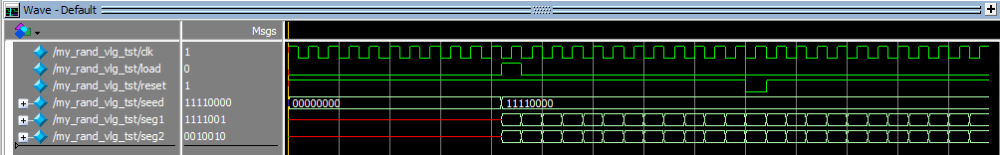 Wave - Default
Msgs
/my_rand_vlg_tst/clk 1
/my_rand_vlg_tst/load 0
/my_rand_vlg_tst/reset 1
/my_rand_vlg_tst/seed 11110000 00000000 11110000
/my_rand_vlg_tst/seg1 1111001
/my_rand_vlg_tst/seg2 0010010